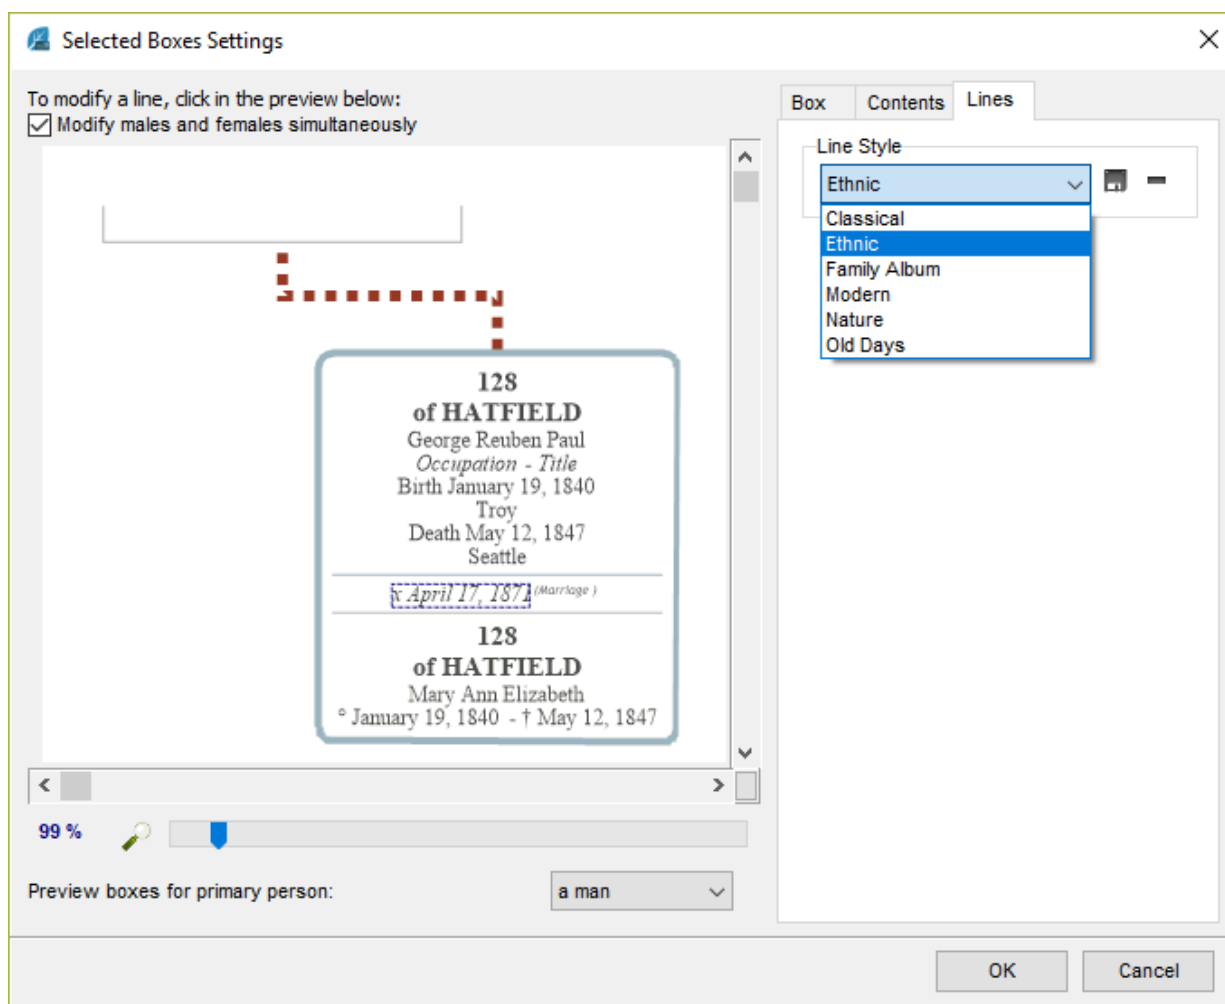 Selected Boxes Settings
To modify a line, click in the preview below:
Modify males and females simultaneously
128
of HATFIELD
George Reuben Paul
Occupation - Title
Birth January 19, 1840
Troy
Death May 12, 1847
Seattle
x April 17, 1871 (Marriage )
128
of HATFIELD
Mary Ann Elizabeth
° January 19, 1840 - † May 12, 1847
99 %
Preview boxes for primary person:
a man
Box Contents Lines
Line Style
Ethnic
Classical
Ethnic
Family Album
Modern
Nature
Old Days
OK Cancel